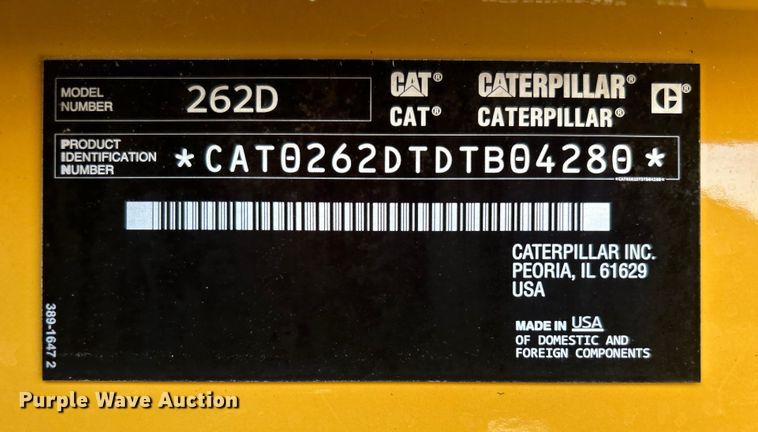 MODEL NUMBER 262D
CAT® CATERPILLAR® C®
CAT® CATERPILLAR®
PRODUCT IDENTIFICATION NUMBER *CAT0262DTDTB04280*
*CAT0262DTDTB04280*
CATERPILLAR INC.
PEORIA, IL 61629
USA
MADE IN USA
OF DOMESTIC AND
FOREIGN COMPONENTS
389-1647 2
Purple Wave Auction